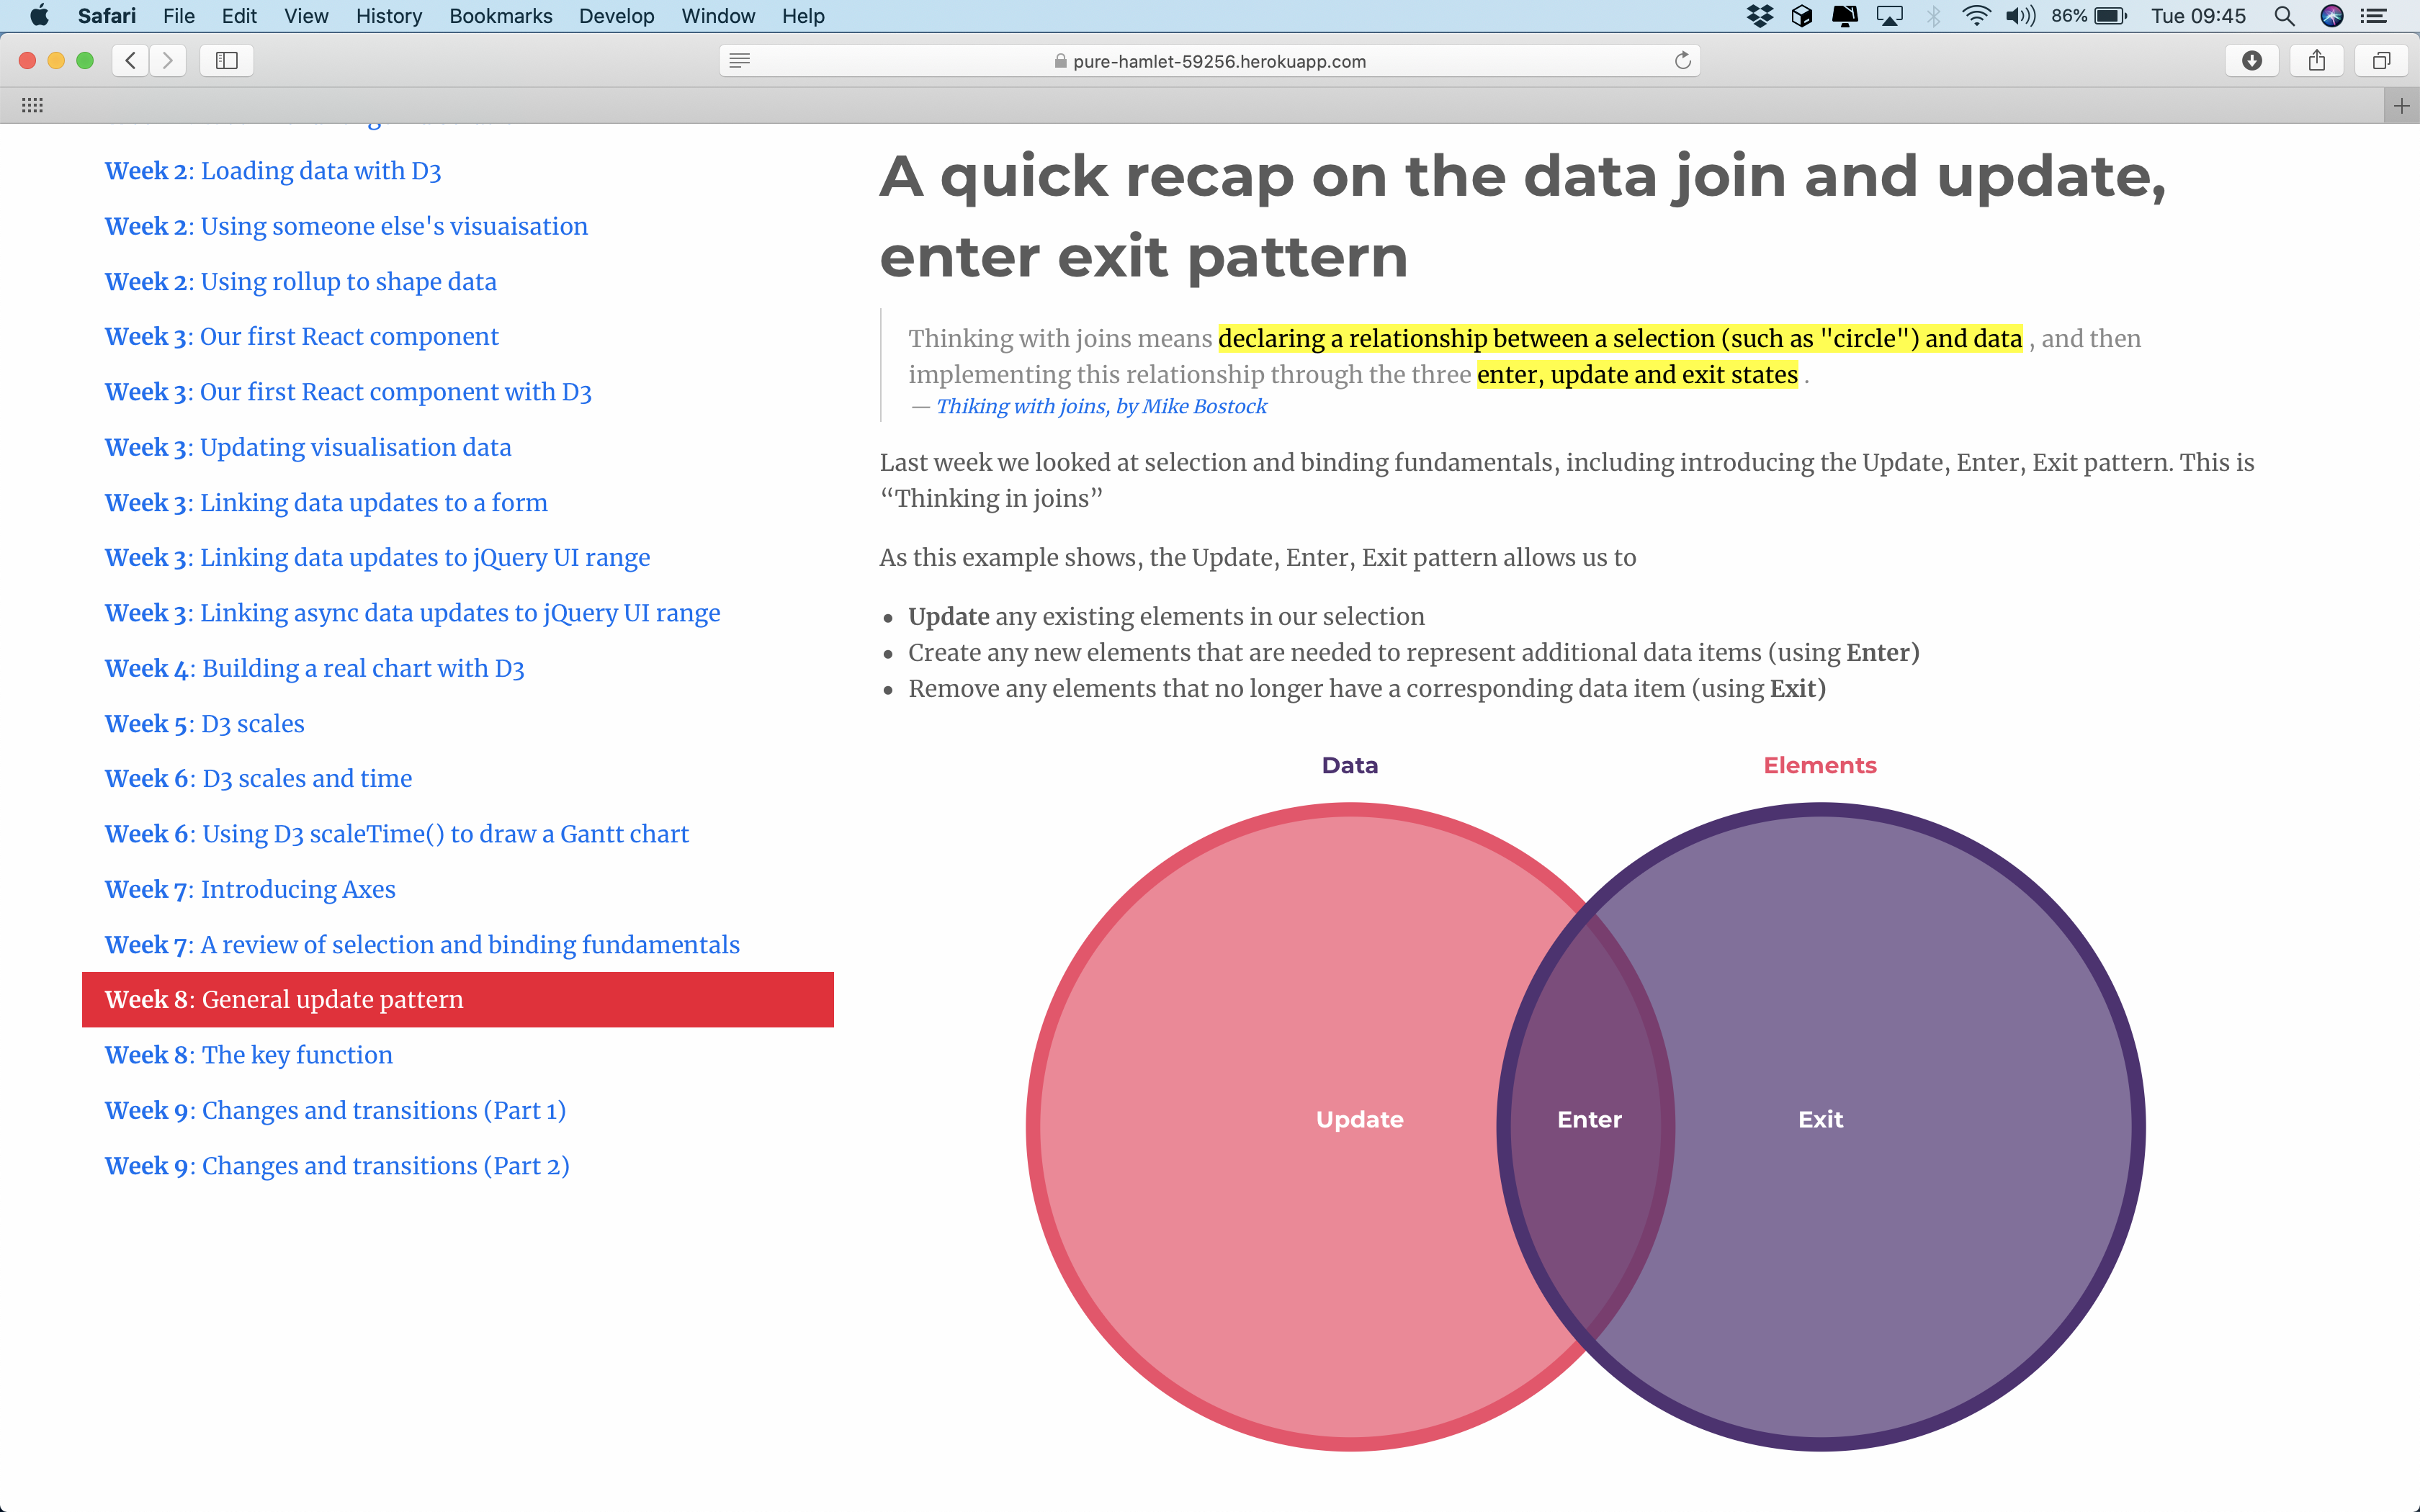 Safari File Edit View History Bookmarks Develop Window Help 86% Tue 09:45
pure-hamlet-59256.herokuapp.com
Week 2: Loading data with D3
Week 2: Using someone else's visuaisation
Week 2: Using rollup to shape data
Week 3: Our first React component
Week 3: Our first React component with D3
Week 3: Updating visualisation data
Week 3: Linking data updates to a form
Week 3: Linking data updates to jQuery UI range
Week 3: Linking async data updates to jQuery UI range
Week 4: Building a real chart with D3
Week 5: D3 scales
Week 6: D3 scales and time
Week 6: Using D3 scaleTime() to draw a Gantt chart
Week 7: Introducing Axes
Week 7: A review of selection and binding fundamentals
Week 8: General update pattern
Week 8: The key function
Week 9: Changes and transitions (Part 1)
Week 9: Changes and transitions (Part 2)
A quick recap on the data join and update,
enter exit pattern
Thinking with joins means declaring a relationship between a selection (such as "circle") and data , and then
implementing this relationship through the three enter, update and exit states .
— Thiking with joins, by Mike Bostock
Last week we looked at selection and binding fundamentals, including introducing the Update, Enter, Exit pattern. This is
“Thinking in joins”
As this example shows, the Update, Enter, Exit pattern allows us to
• Update any existing elements in our selection
• Create any new elements that are needed to represent additional data items (using Enter)
• Remove any elements that no longer have a corresponding data item (using Exit)
Data Elements
Update Enter Exit